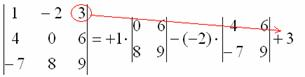 | 1 -2 3 |
| 4 0 6 | = +1· | 0 6 | -(-2)· | 4 6 | +3
| -7 8 9 | | 8 9 | | -7 9 |